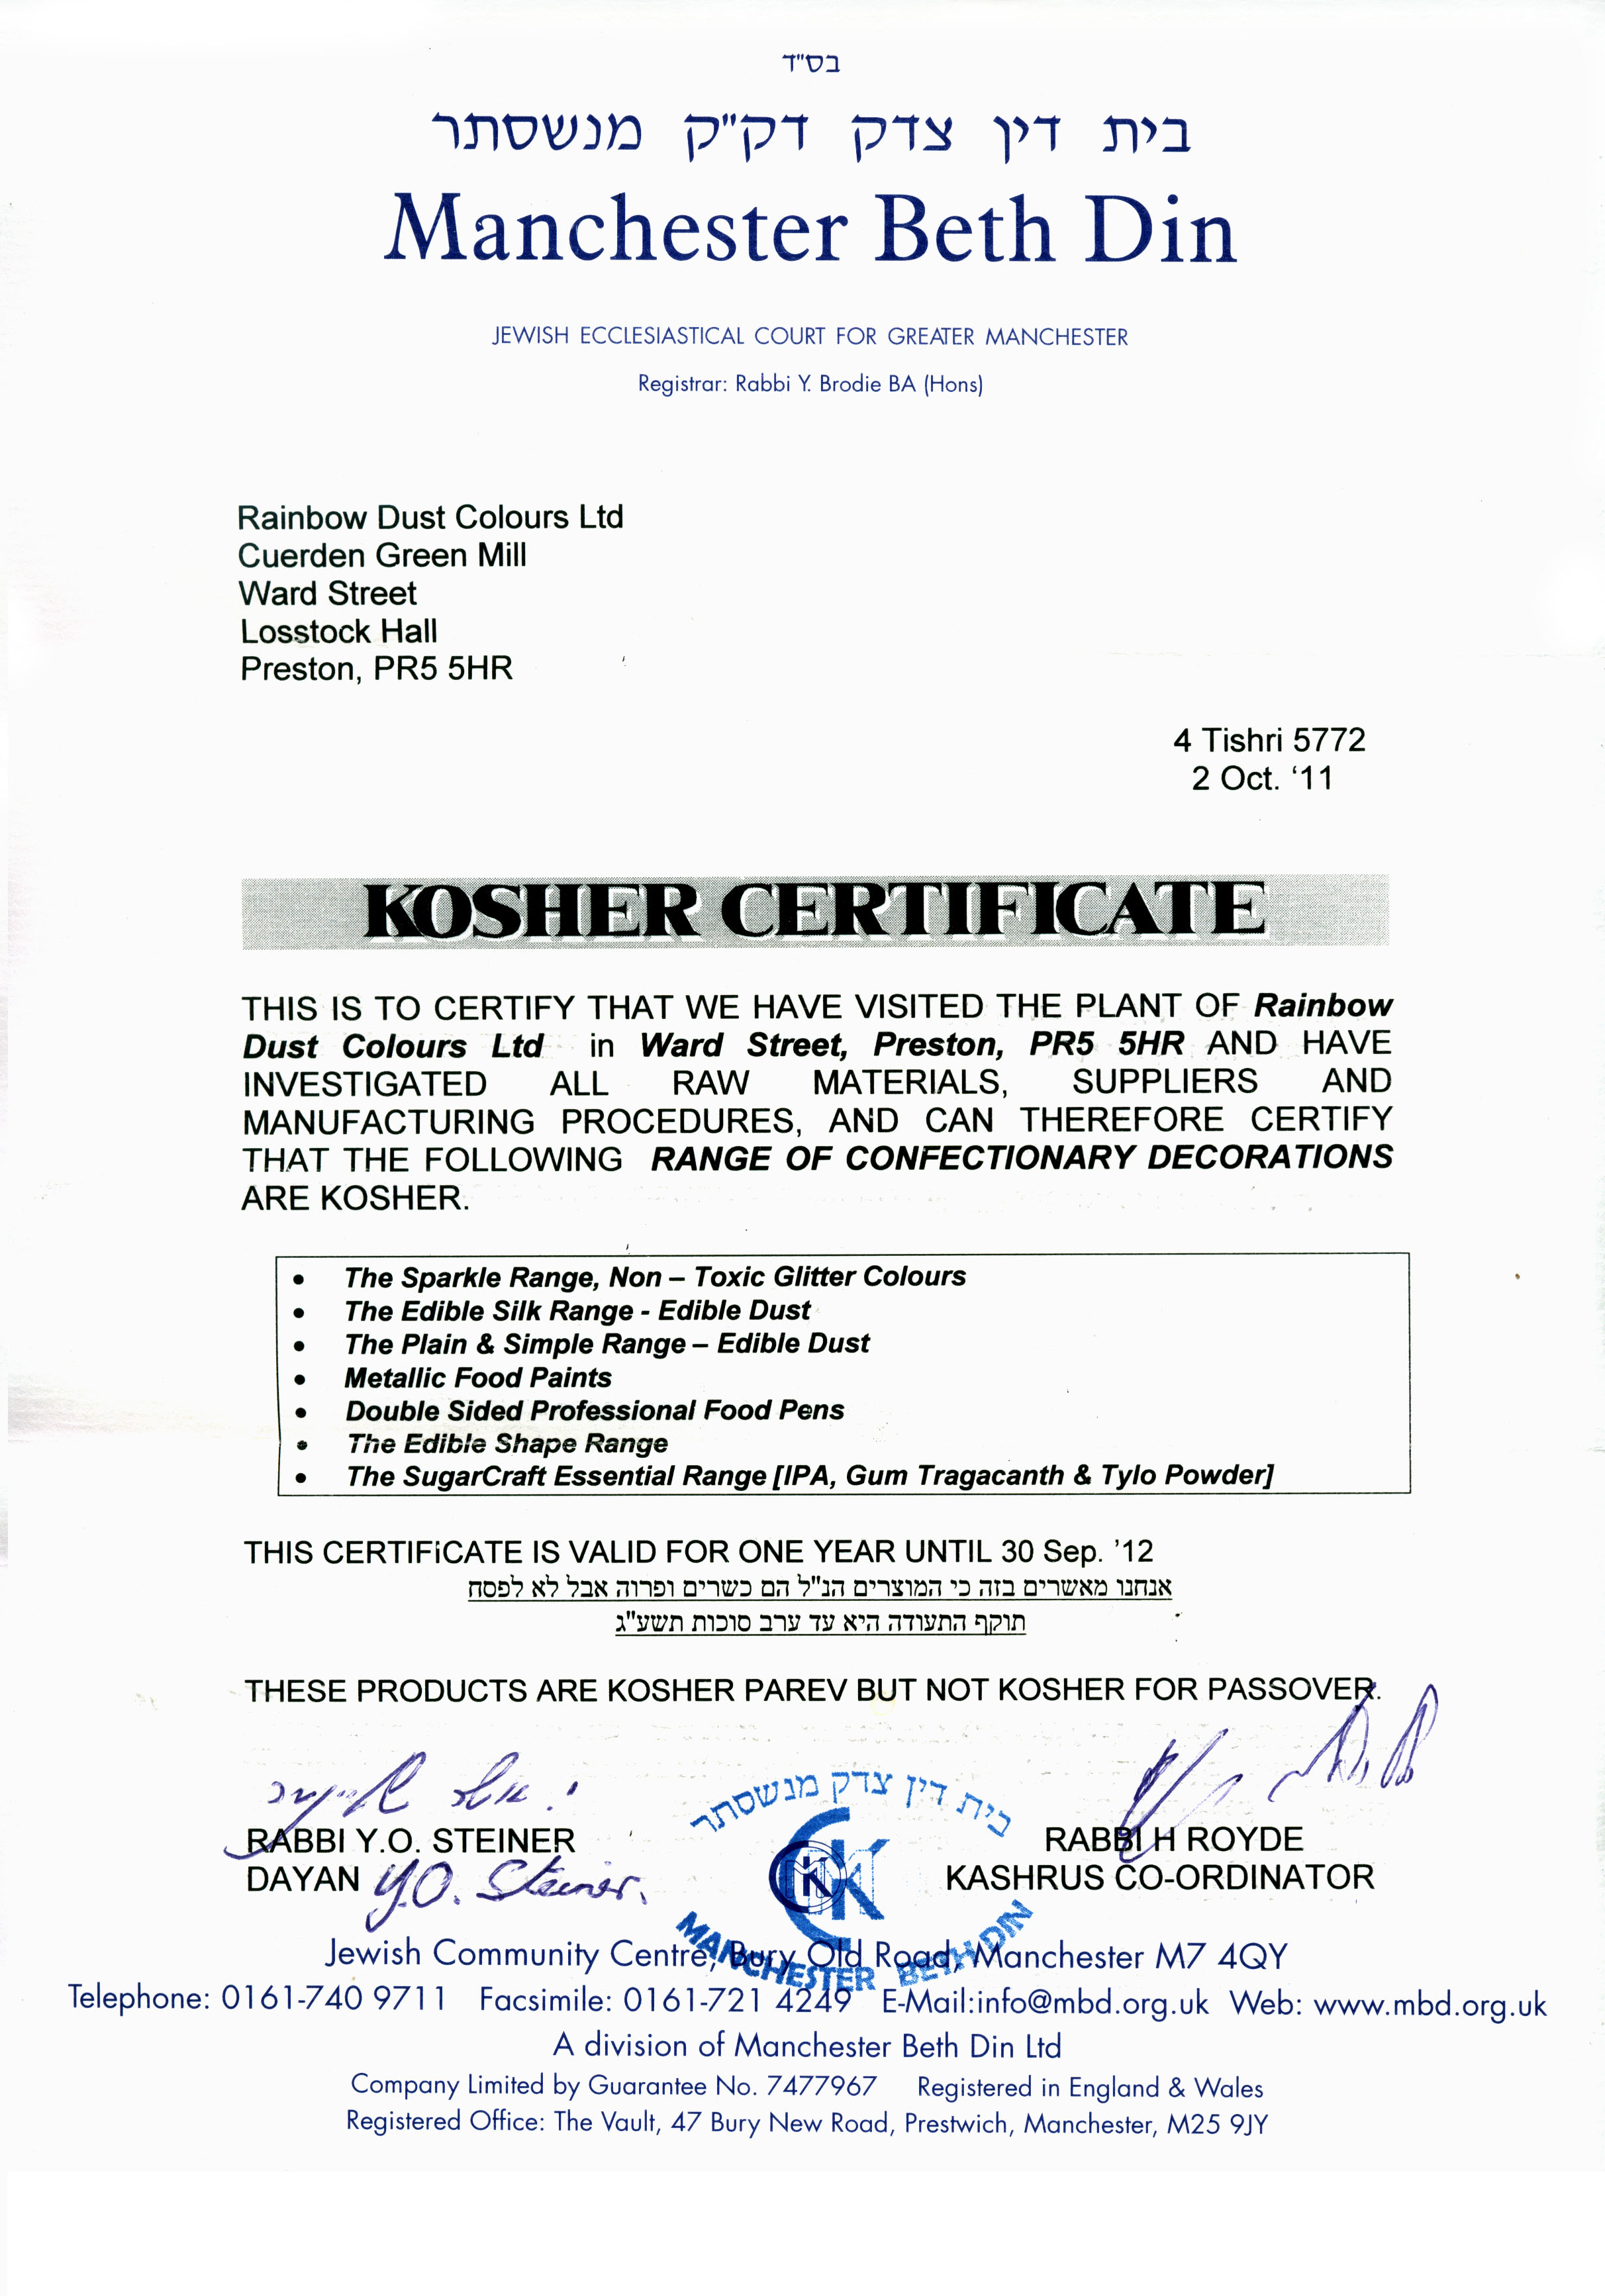 בס"ד
בית דין צדק דק"ק מנשסתר
Manchester Beth Din
JEWISH ECCLESIASTICAL COURT FOR GREATER MANCHESTER
Registrar: Rabbi Y. Brodie BA (Hons)
Rainbow Dust Colours Ltd
Cuerden Green Mill
Ward Street
Losstock Hall
Preston, PR5 5HR
4 Tishri 5772
2 Oct. ‘11
KOSHER CERTIFICATE
THIS IS TO CERTIFY THAT WE HAVE VISITED THE PLANT OF Rainbow
Dust Colours Ltd in Ward Street, Preston, PR5 5HR AND HAVE
INVESTIGATED ALL RAW MATERIALS, SUPPLIERS AND
MANUFACTURING PROCEDURES, AND CAN THEREFORE CERTIFY
THAT THE FOLLOWING RANGE OF CONFECTIONARY DECORATIONS
ARE KOSHER.
• The Sparkle Range, Non – Toxic Glitter Colours
• The Edible Silk Range - Edible Dust
• The Plain & Simple Range – Edible Dust
• Metallic Food Paints
• Double Sided Professional Food Pens
• The Edible Shape Range
• The SugarCraft Essential Range [IPA, Gum Tragacanth & Tylo Powder]
THIS CERTIFICATE IS VALID FOR ONE YEAR UNTIL 30 Sep. ’12
אנחנו מאשרים בזה כי המוצרים הנ"ל הם כשרים ופרוה אבל לא לפסח
תוקף התעודה היא עד ערב סוכות תשע"ג
THESE PRODUCTS ARE KOSHER PAREV BUT NOT KOSHER FOR PASSOVER.
בית דין צדק מנשסתר
RABBI Y.O. STEINER
RABBI H ROYDE
DAYAN Y.O. Steiner.
KASHRUS CO-ORDINATOR
MANCHESTER BETH DIN
Jewish Community Centre, Bury Old Road, Manchester M7 4QY
Telephone: 0161-740 9711 Facsimile: 0161-721 4249 E-Mail:info@mbd.org.uk Web: www.mbd.org.uk
A division of Manchester Beth Din Ltd
Company Limited by Guarantee No. 7477967 Registered in England & Wales
Registered Office: The Vault, 47 Bury New Road, Prestwich, Manchester, M25 9JY